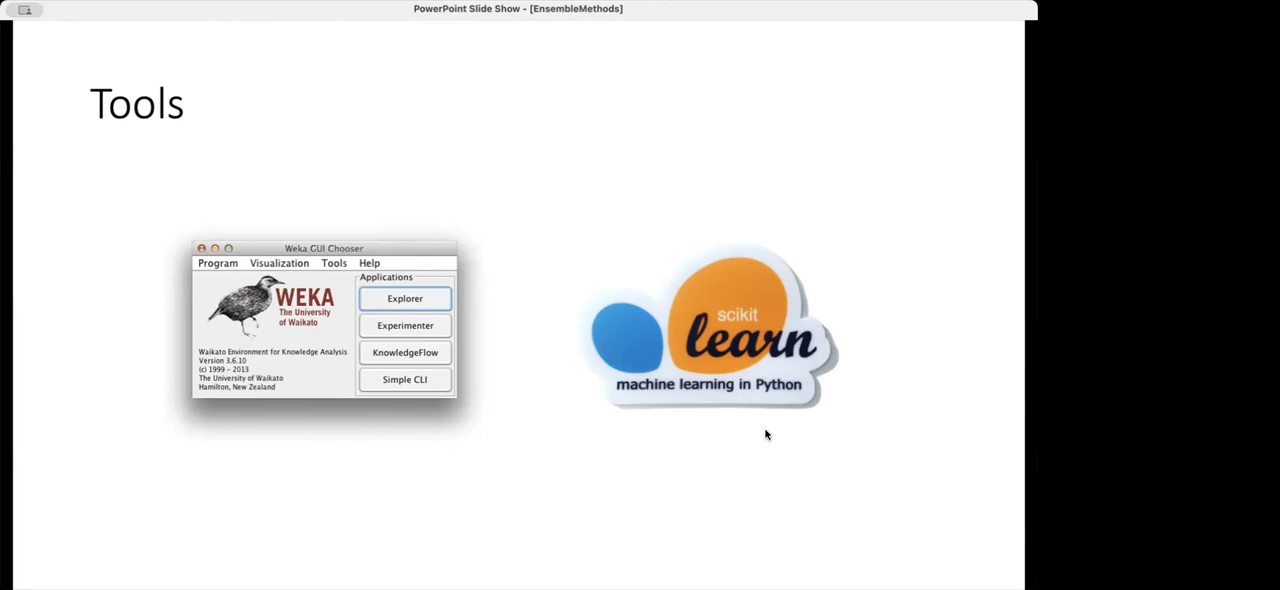 PowerPoint Slide Show - [EnsembleMethods]
Tools
Weka GUI Chooser
Program Visualization Tools Help
Applications
WEKA
The University
of Waikato
Explorer
Experimenter
KnowledgeFlow
Simple CLI
Waikato Environment for Knowledge Analysis
Version 3.6.10
(c) 1999 – 2013
The University of Waikato
Hamilton, New Zealand
scikit
learn
machine learning in Python